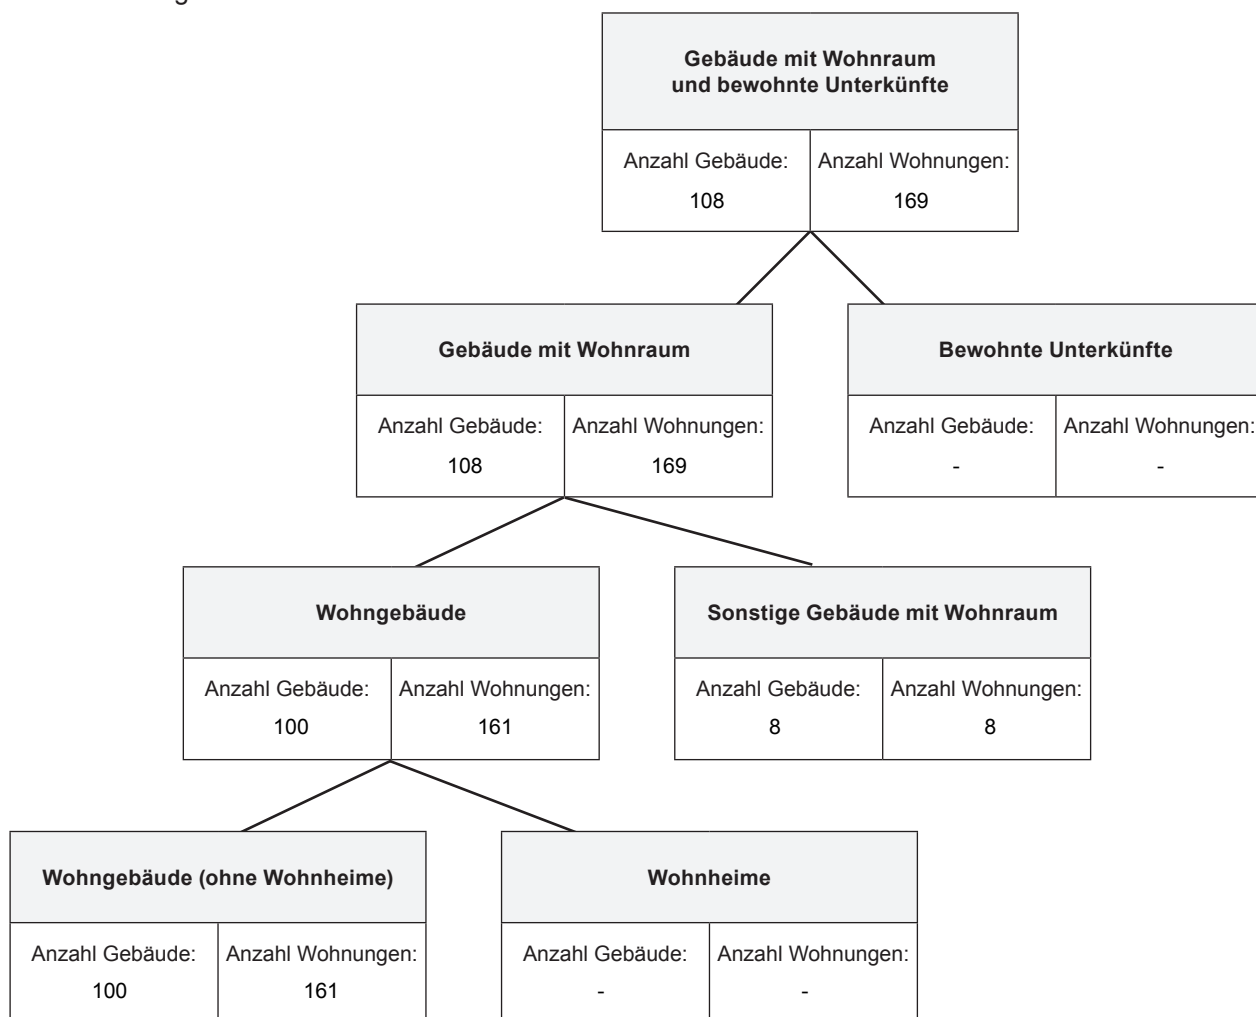 Gebäude mit Wohnraum
und bewohnte Unterkünfte
Anzahl Gebäude: Anzahl Wohnungen:
108 169
Gebäude mit Wohnraum
Anzahl Gebäude: Anzahl Wohnungen:
108 169
Bewohnte Unterkünfte
Anzahl Gebäude: Anzahl Wohnungen:
- -
Wohngebäude
Anzahl Gebäude: Anzahl Wohnungen:
100 161
Sonstige Gebäude mit Wohnraum
Anzahl Gebäude: Anzahl Wohnungen:
8 8
Wohngebäude (ohne Wohnheime)
Anzahl Gebäude: Anzahl Wohnungen:
100 161
Wohnheime
Anzahl Gebäude: Anzahl Wohnungen:
- -